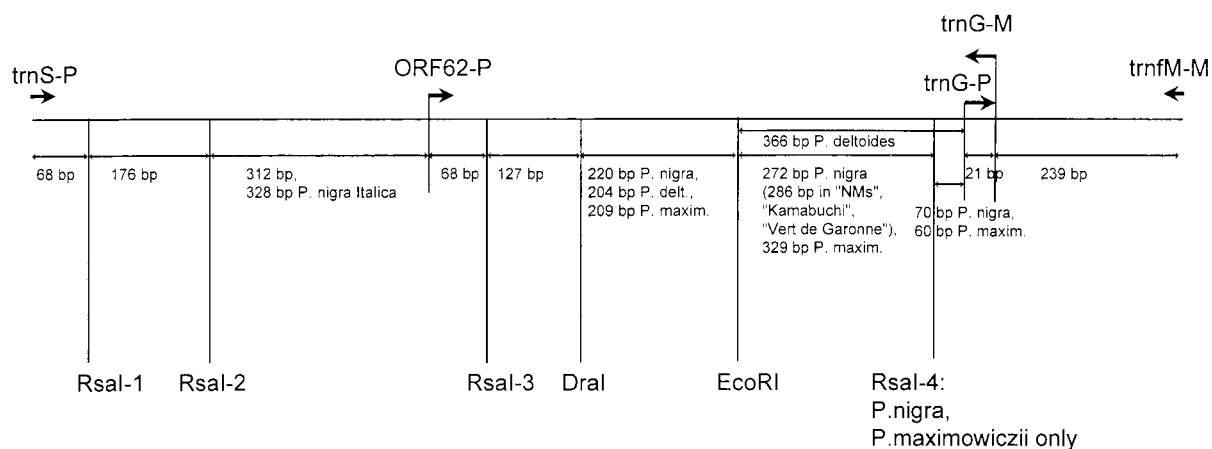 trnG-M
trnS-P
ORF62-P
trnG-P
trnfM-M
366 bp P. deltoides
68 bp
176 bp
312 bp,
328 bp P. nigra Italica
68 bp
127 bp
220 bp P. nigra,
204 bp P. delt.,
209 bp P. maxim.
272 bp P. nigra
(286 bp in "NMs",
"Kamabuchi",
"Vert de Garonne"),
329 bp P. maxim.
21 bp
239 bp
70 bp P. nigra,
60 bp P. maxim.
RsaI-1
RsaI-2
RsaI-3
DraI
EcoRI
RsaI-4:
P.nigra,
P.maximowiczii only